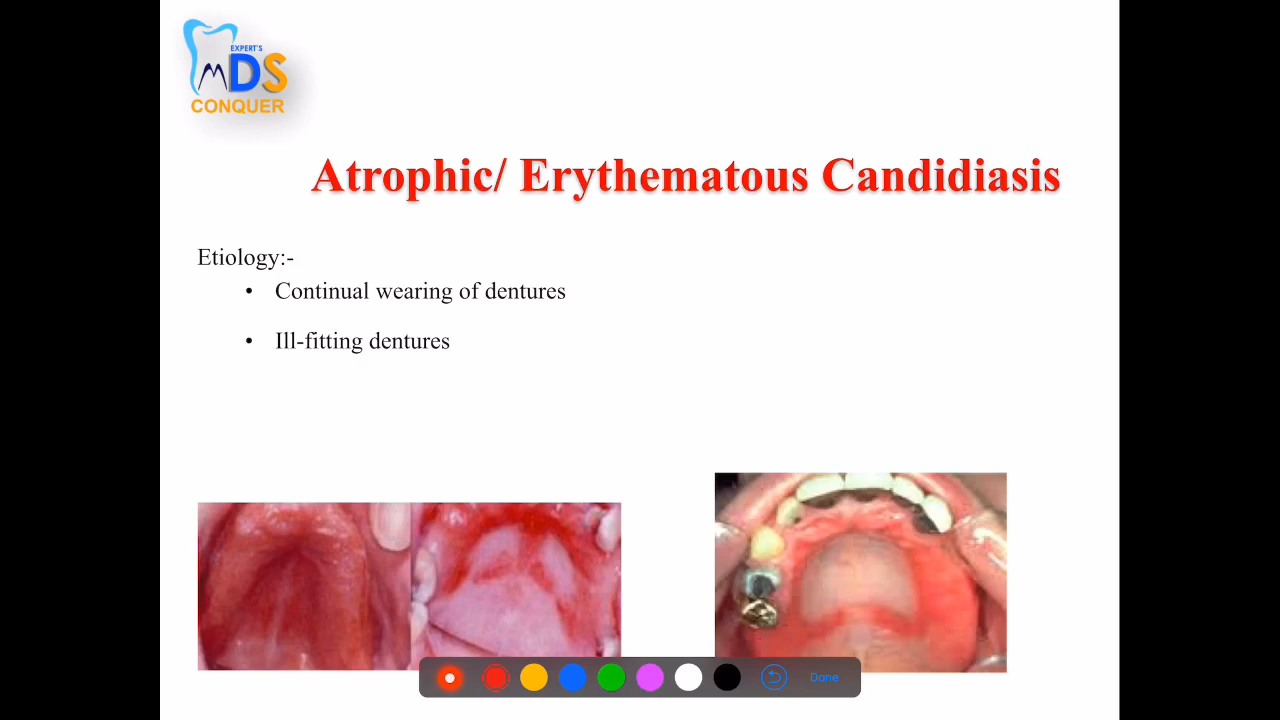 EXPERT'S
MDS
CONQUER
Atrophic/ Erythematous Candidiasis
Etiology:-
• Continual wearing of dentures
• Ill-fitting dentures
Done